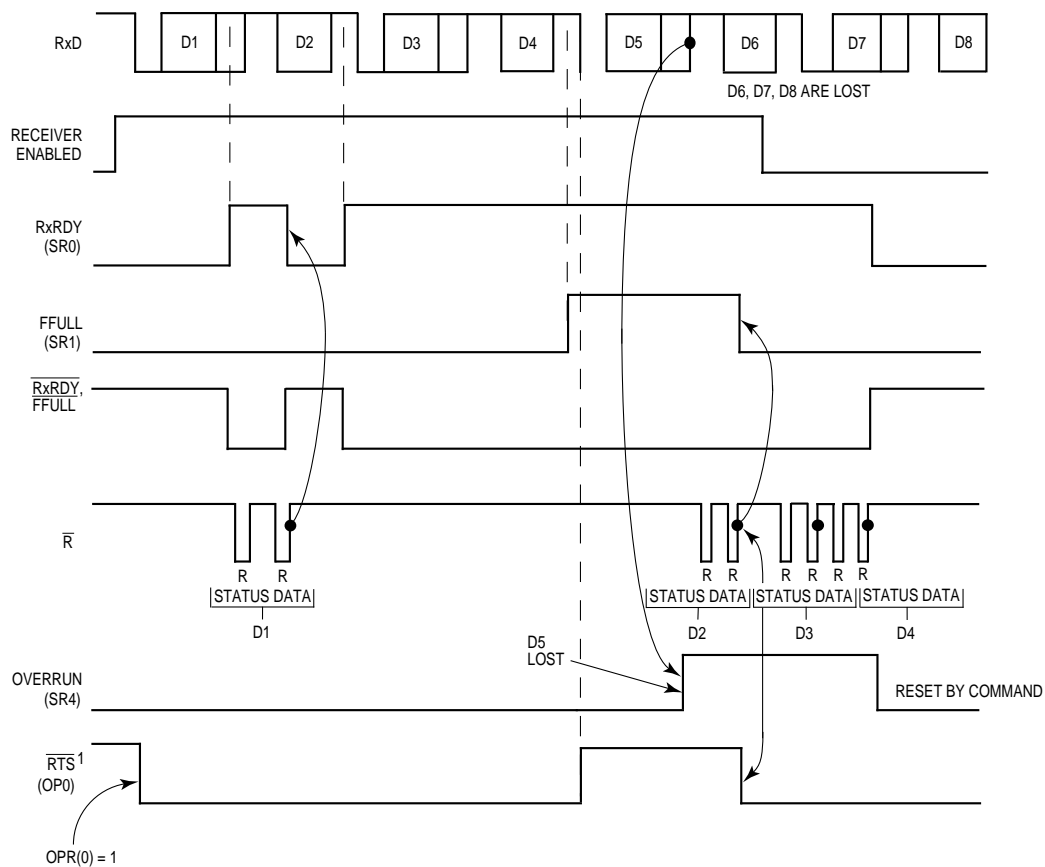 RxD
D1 D2 D3 D4 D5 D6 D7 D8
D6, D7, D8 ARE LOST
RECEIVER
ENABLED
RxRDY
(SR0)
FFULL
(SR1)
RxRDY,
FFULL
R
R R R R R R R R
STATUS DATA STATUS DATA STATUS DATA STATUS DATA
D1 D2 D3 D4
D5
LOST
OVERRUN
(SR4)
RESET BY COMMAND
RTS 1
(OP0)
OPR(0) = 1